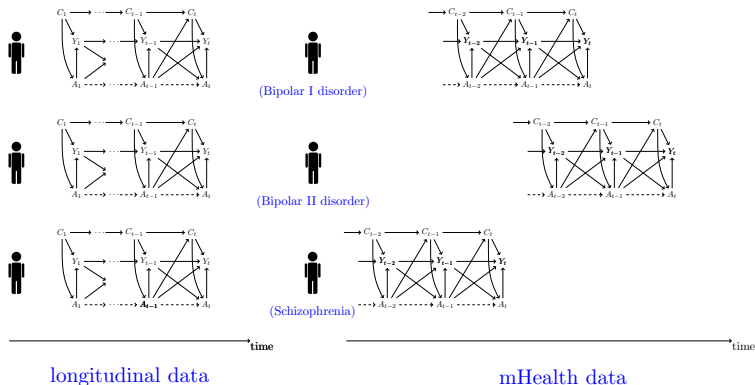 C₁ ⋯ Cₜ₋₁ Cₜ
Y₁ ⋯ Yₜ₋₁ Yₜ
A₁ ⋯ Aₜ₋₁ Aₜ
Cₜ₋₂ Cₜ₋₁ Cₜ
Yₜ₋₂ Yₜ₋₁ Yₜ
Aₜ₋₂ Aₜ₋₁ Aₜ
(Bipolar I disorder)
C₁ ⋯ Cₜ₋₁ Cₜ
Y₁ ⋯ Yₜ₋₁ Yₜ
A₁ ⋯ Aₜ₋₁ Aₜ
Cₜ₋₂ Cₜ₋₁ Cₜ
Yₜ₋₂ Yₜ₋₁ Yₜ
Aₜ₋₂ Aₜ₋₁ Aₜ
(Bipolar II disorder)
C₁ ⋯ Cₜ₋₁ Cₜ
Y₁ ⋯ Yₜ₋₁ Yₜ
A₁ ⋯ Aₜ₋₁ Aₜ
Cₜ₋₂ Cₜ₋₁ Cₜ
Yₜ₋₂ Yₜ₋₁ Yₜ
Aₜ₋₂ Aₜ₋₁ Aₜ
(Schizophrenia)
time
time
longitudinal data
mHealth data